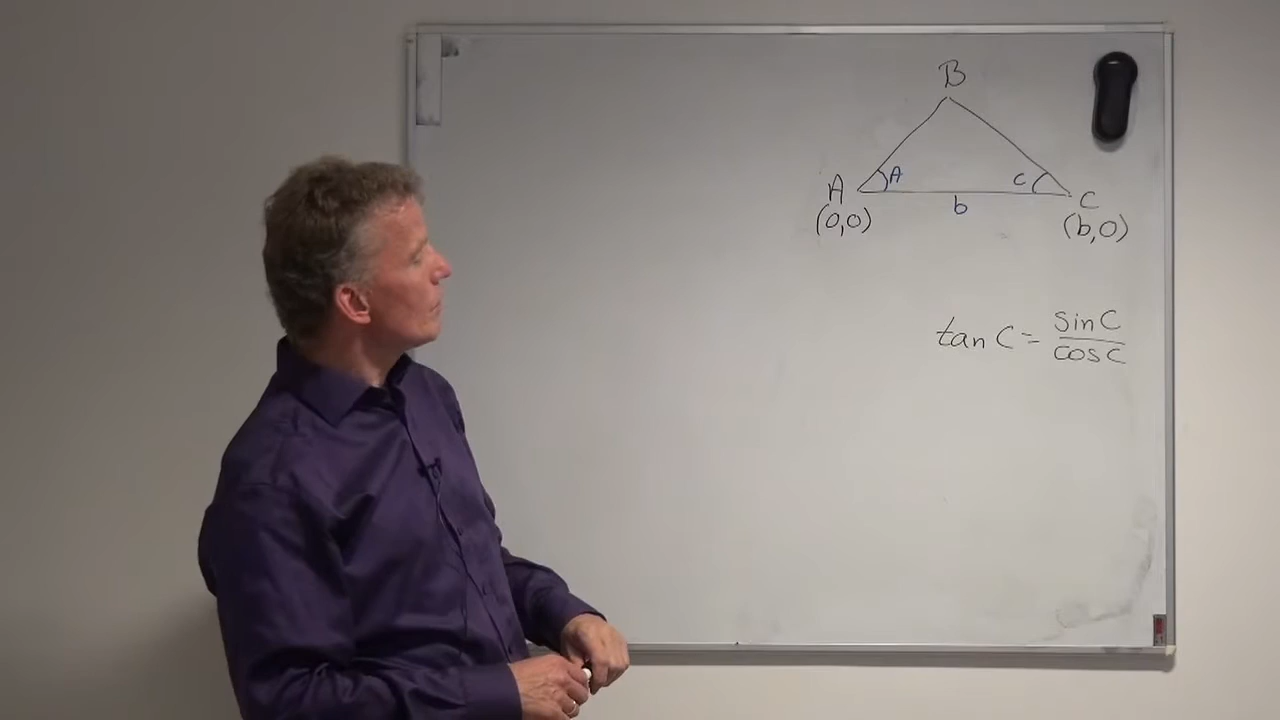 B
A A C C
(0,0) b (b,0)
tan C = sin C / cos C